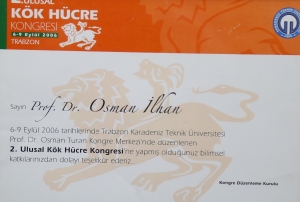 2. ULUSAL
KÖK HÜCRE
KONGRESİ
6-9 Eylül 2006
TRABZON
Sayın Prof. Dr. Osman İlhan
6-9 Eylül 2006 tarihlerinde Trabzon Karadeniz Teknik Üniversitesi
Prof. Dr. Osman Turan Kongre Merkezi'nde düzenlenen
2. Ulusal Kök Hücre Kongresi'ne yapmış olduğunuz bilimsel
katkılarınızdan dolayı teşekkür ederiz.
Kongre Düzenleme Kurulu